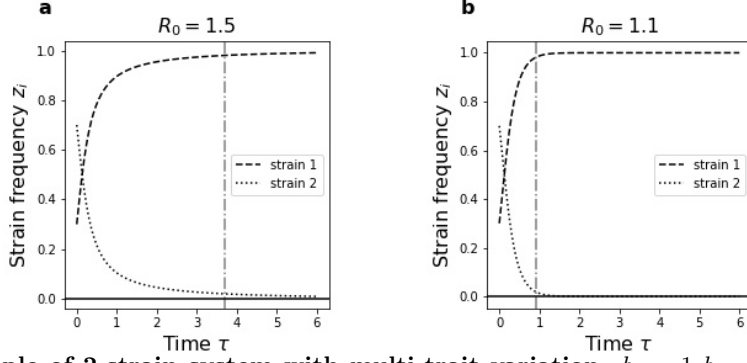 a
b
R₀ = 1.5
R₀ = 1.1
1.0
0.8
0.6
0.4
0.2
0.0
Strain frequency zᵢ
strain 1
strain 2
0 1 2 3 4 5 6
Time τ
1.0
0.8
0.6
0.4
0.2
0.0
Strain frequency zᵢ
strain 1
strain 2
0 1 2 3 4 5 6
Time τ
of 2 strain system with multi trait variation